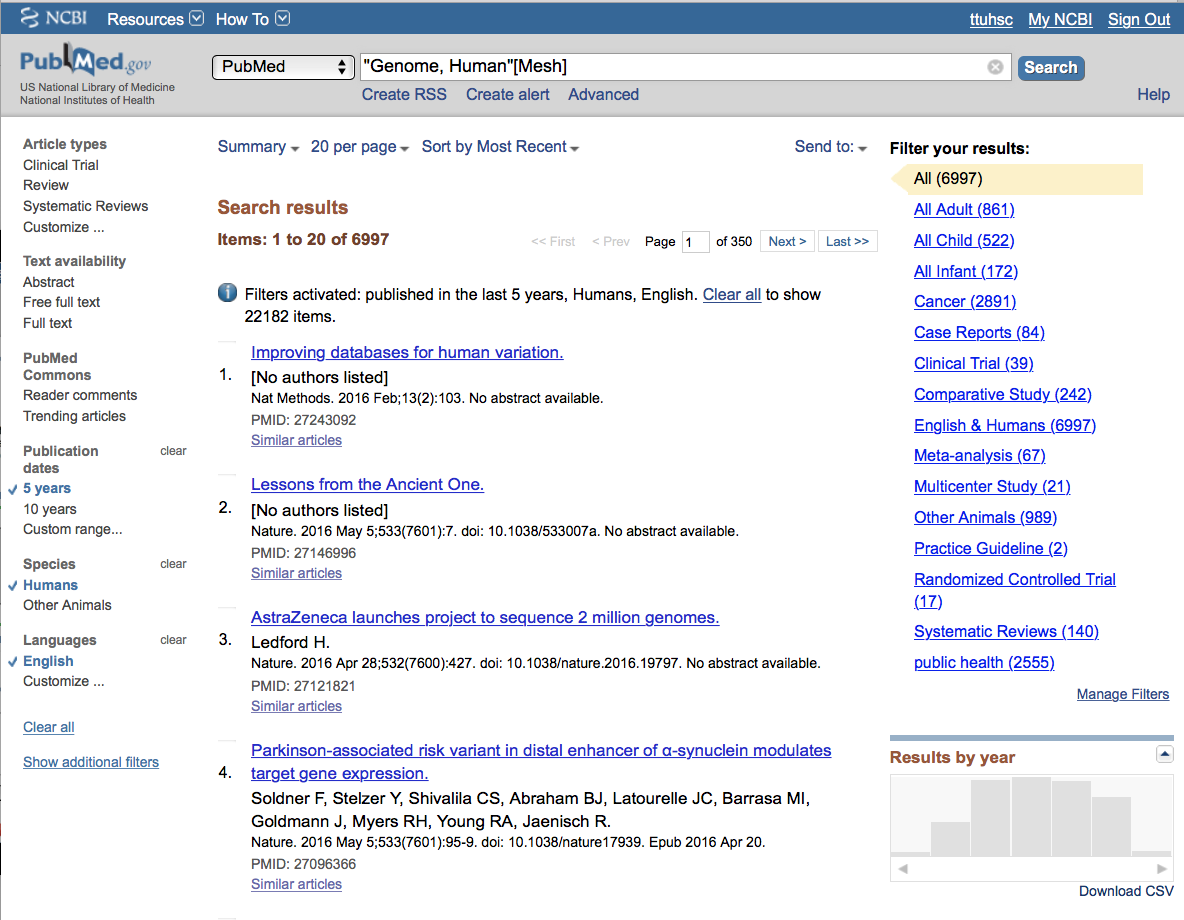 NCBI Resources How To ttuhsc My NCBI Sign Out
PubMed.gov
US National Library of Medicine
National Institutes of Health
PubMed "Genome, Human"[Mesh] Search
Create RSS Create alert Advanced Help
Article types
Clinical Trial
Review
Systematic Reviews
Customize ...
Text availability
Abstract
Free full text
Full text
PubMed
Commons
Reader comments
Trending articles
Publication clear
dates
5 years
10 years
Custom range...
Species clear
Humans
Other Animals
Languages clear
English
Customize ...
Clear all
Show additional filters
Summary 20 per page Sort by Most Recent Send to:
Search results
Items: 1 to 20 of 6997
<< First < Prev Page 1 of 350 Next > Last >>
Filters activated: published in the last 5 years, Humans, English. Clear all to show
22182 items.
Improving databases for human variation.
1. [No authors listed]
Nat Methods. 2016 Feb;13(2):103. No abstract available.
PMID: 27243092
Similar articles
Lessons from the Ancient One.
2. [No authors listed]
Nature. 2016 May 5;533(7601):7. doi: 10.1038/533007a. No abstract available.
PMID: 27146996
Similar articles
AstraZeneca launches project to sequence 2 million genomes.
3. Ledford H.
Nature. 2016 Apr 28;532(7600):427. doi: 10.1038/nature.2016.19797. No abstract available.
PMID: 27121821
Similar articles
Parkinson-associated risk variant in distal enhancer of α-synuclein modulates
4. target gene expression.
Soldner F, Stelzer Y, Shivalila CS, Abraham BJ, Latourelle JC, Barrasa MI,
Goldmann J, Myers RH, Young RA, Jaenisch R.
Nature. 2016 May 5;533(7601):95-9. doi: 10.1038/nature17939. Epub 2016 Apr 20.
PMID: 27096366
Similar articles
Filter your results:
All (6997)
All Adult (861)
All Child (522)
All Infant (172)
Cancer (2891)
Case Reports (84)
Clinical Trial (39)
Comparative Study (242)
English & Humans (6997)
Meta-analysis (67)
Multicenter Study (21)
Other Animals (989)
Practice Guideline (2)
Randomized Controlled Trial
(17)
Systematic Reviews (140)
public health (2555)
Manage Filters
Results by year
Download CSV